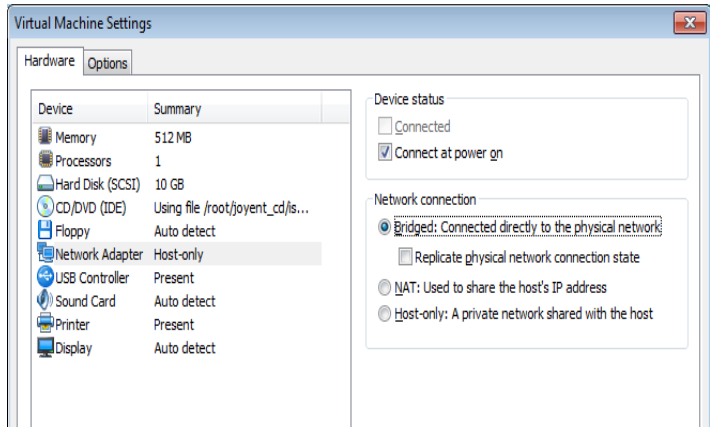 Virtual Machine Settings
Hardware Options
Device Summary
Memory 512 MB
Processors 1
Hard Disk (SCSI) 10 GB
CD/DVD (IDE) Using file /root/joyent_cd/is...
Floppy Auto detect
Network Adapter Host-only
USB Controller Present
Sound Card Auto detect
Printer Present
Display Auto detect
Device status
Connected
Connect at power on
Network connection
Bridged: Connected directly to the physical network
Replicate physical network connection state
NAT: Used to share the host's IP address
Host-only: A private network shared with the host